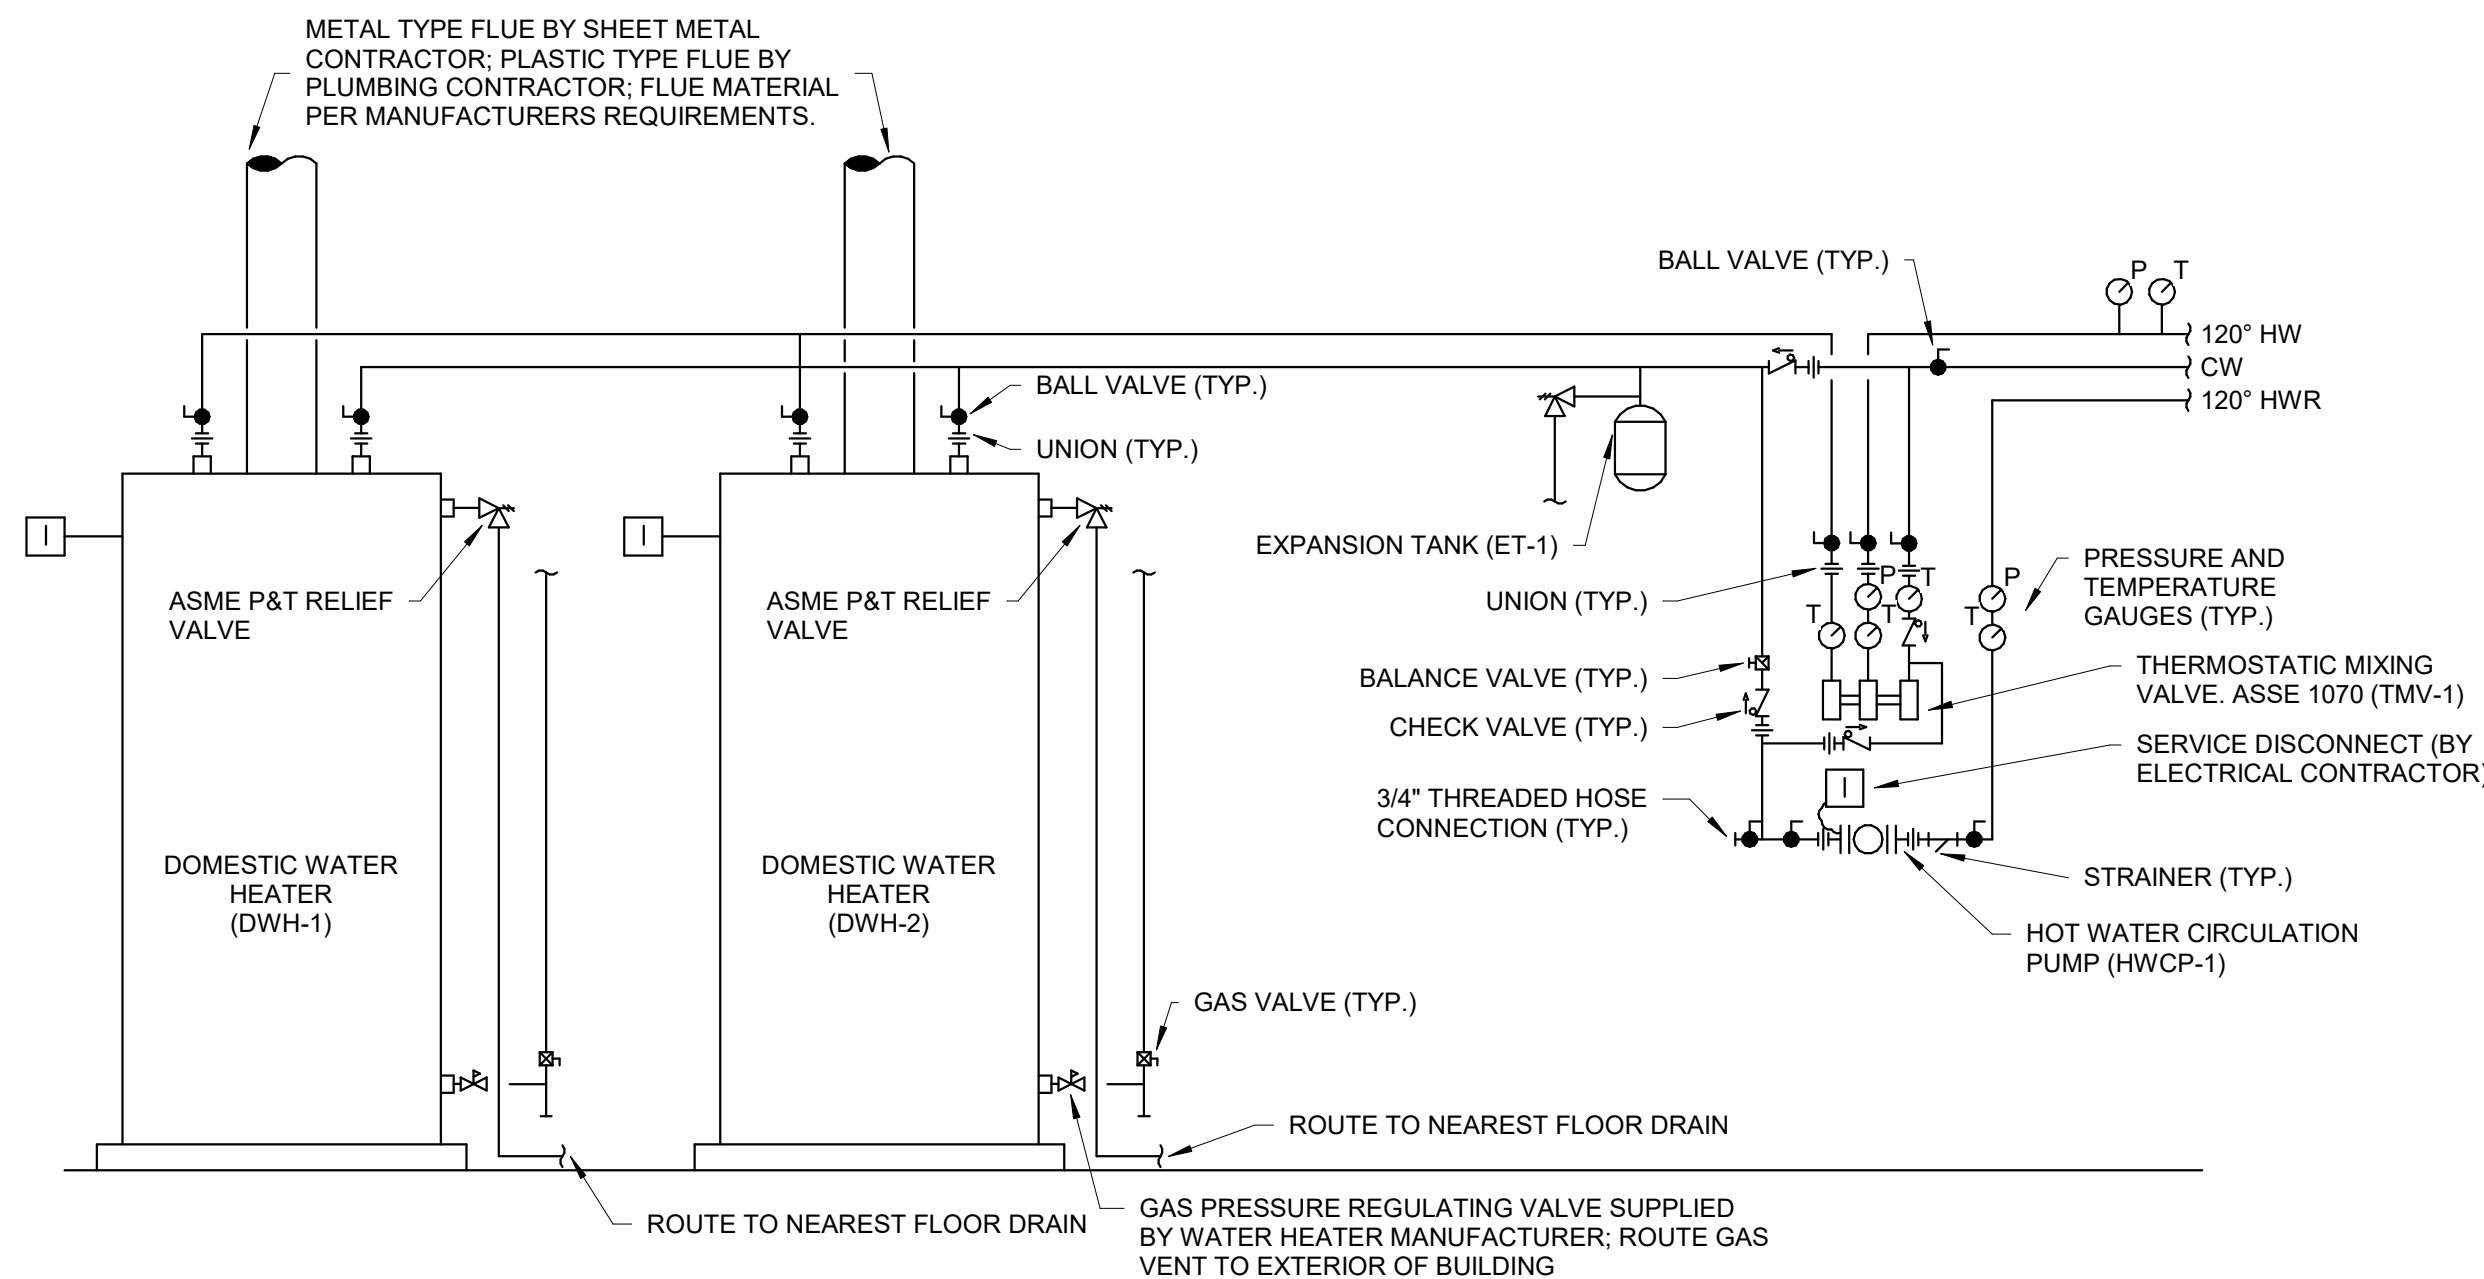 METAL TYPE FLUE BY SHEET METAL
CONTRACTOR; PLASTIC TYPE FLUE BY
PLUMBING CONTRACTOR; FLUE MATERIAL
PER MANUFACTURERS REQUIREMENTS.
BALL VALVE (TYP.)
P
T
120° HW
CW
120° HWR
BALL VALVE (TYP.)
UNION (TYP.)
I
I
ASME P&T RELIEF
VALVE
ASME P&T RELIEF
VALVE
EXPANSION TANK (ET-1)
UNION (TYP.)
P
T
T
T
P
T
PRESSURE AND
TEMPERATURE
GAUGES (TYP.)
BALANCE VALVE (TYP.)
CHECK VALVE (TYP.)
THERMOSTATIC MIXING
VALVE. ASSE 1070 (TMV-1)
SERVICE DISCONNECT (BY
ELECTRICAL CONTRACTOR)
I
3/4" THREADED HOSE
CONNECTION (TYP.)
STRAINER (TYP.)
HOT WATER CIRCULATION
PUMP (HWCP-1)
DOMESTIC WATER
HEATER
(DWH-1)
DOMESTIC WATER
HEATER
(DWH-2)
GAS VALVE (TYP.)
ROUTE TO NEAREST FLOOR DRAIN
ROUTE TO NEAREST FLOOR DRAIN
GAS PRESSURE REGULATING VALVE SUPPLIED
BY WATER HEATER MANUFACTURER; ROUTE GAS
VENT TO EXTERIOR OF BUILDING